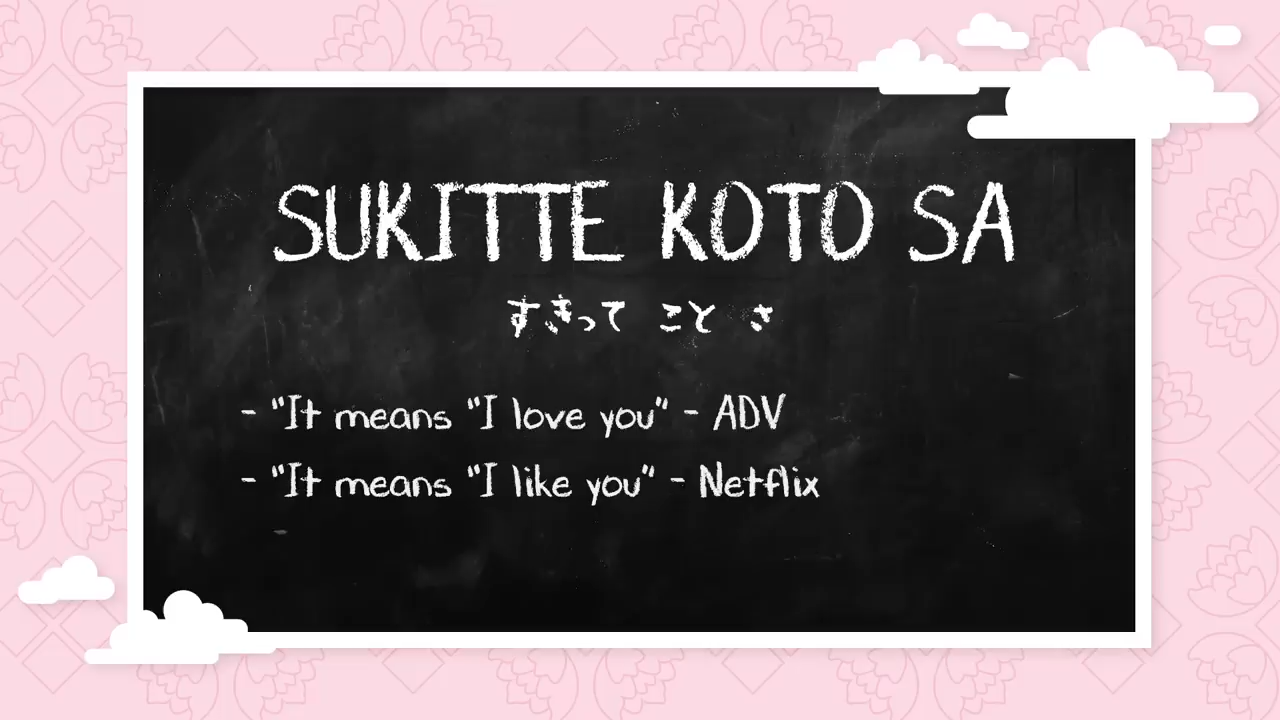 SUKITTE KOTO SA
すきって こと さ
- "It means "I love you" - ADV
- "It means "I like you" - Netflix